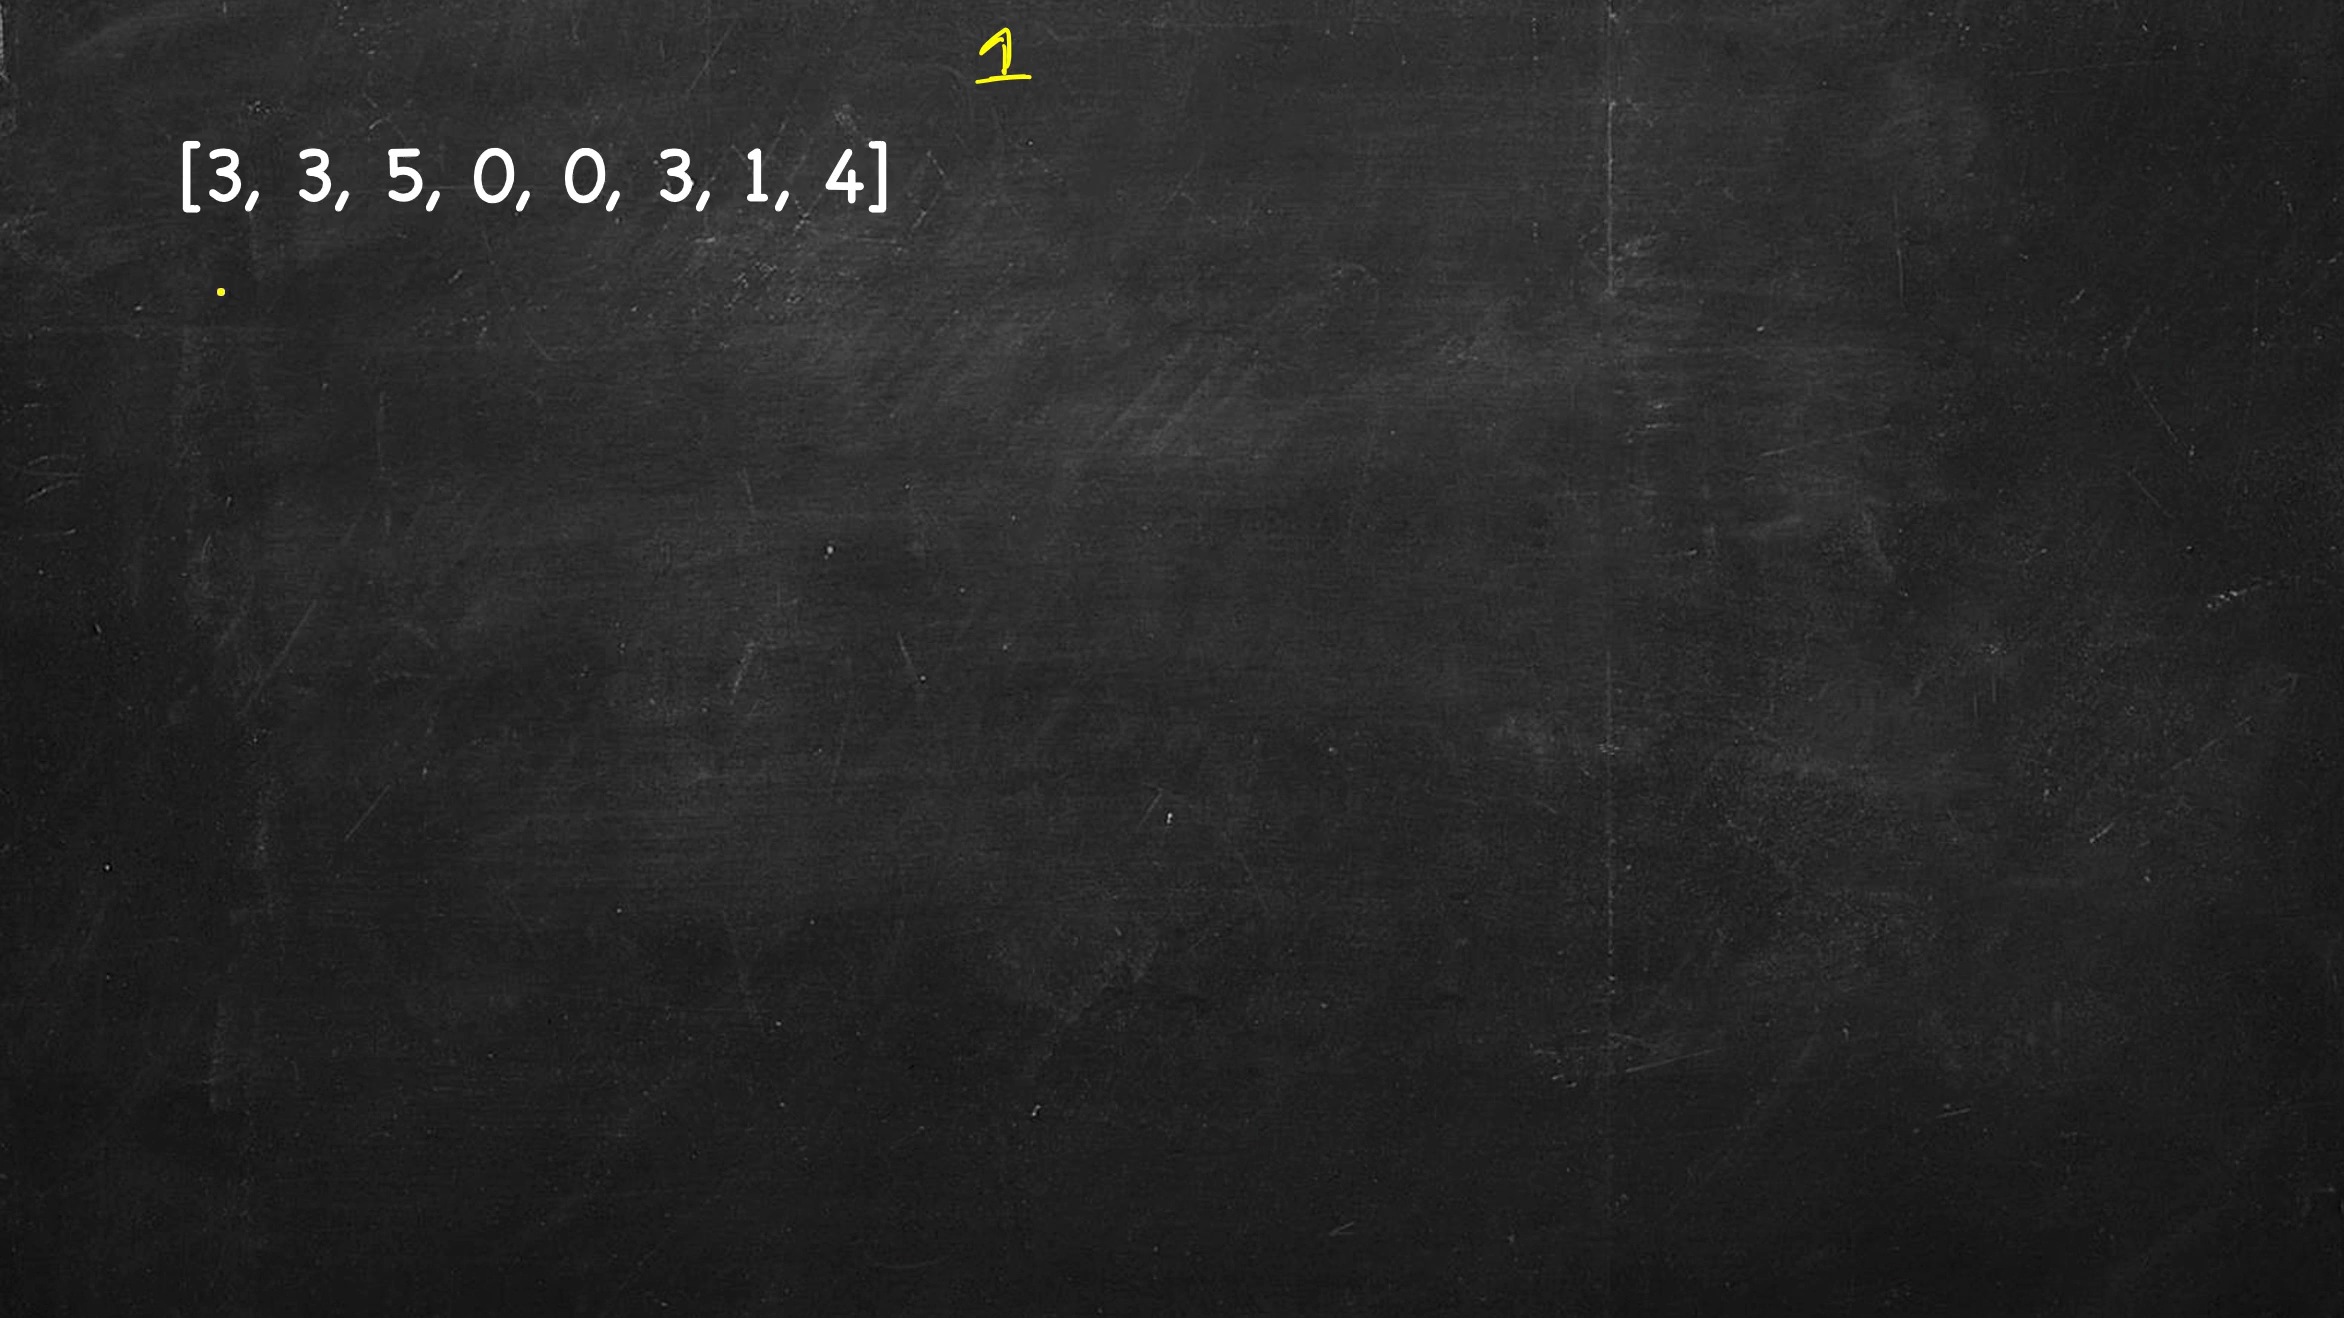 1
[3, 3, 5, 0, 0, 3, 1, 4]